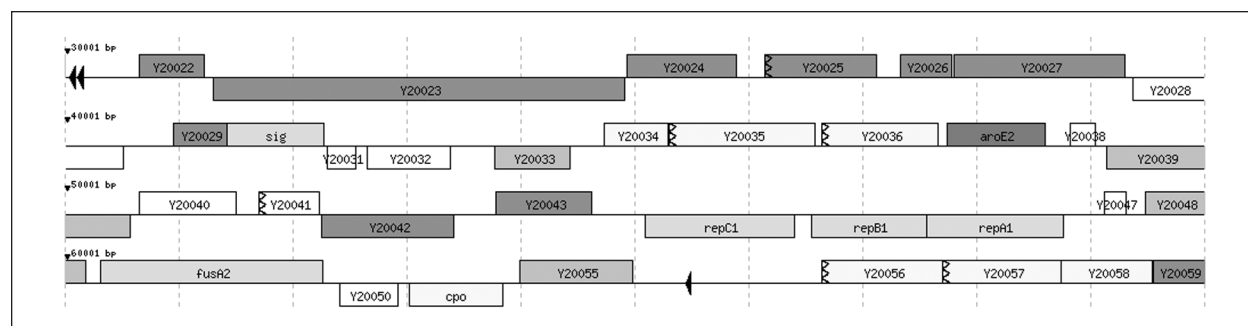 30001 bp
Y20022 Y20024 Y20025 Y20026 Y20027
Y20023 Y20028
40001 bp
Y20029 sig Y20034 Y20035 Y20036 aroE2 Y20038
Y20031 Y20032 Y20033 Y20039
50001 bp
Y20040 Y20041 Y20043 Y20047 Y20048
Y20042 repC1 repB1 repA1
60001 bp
fusA2 Y20055 Y20056 Y20057 Y20058 Y20059
Y20050 cpo